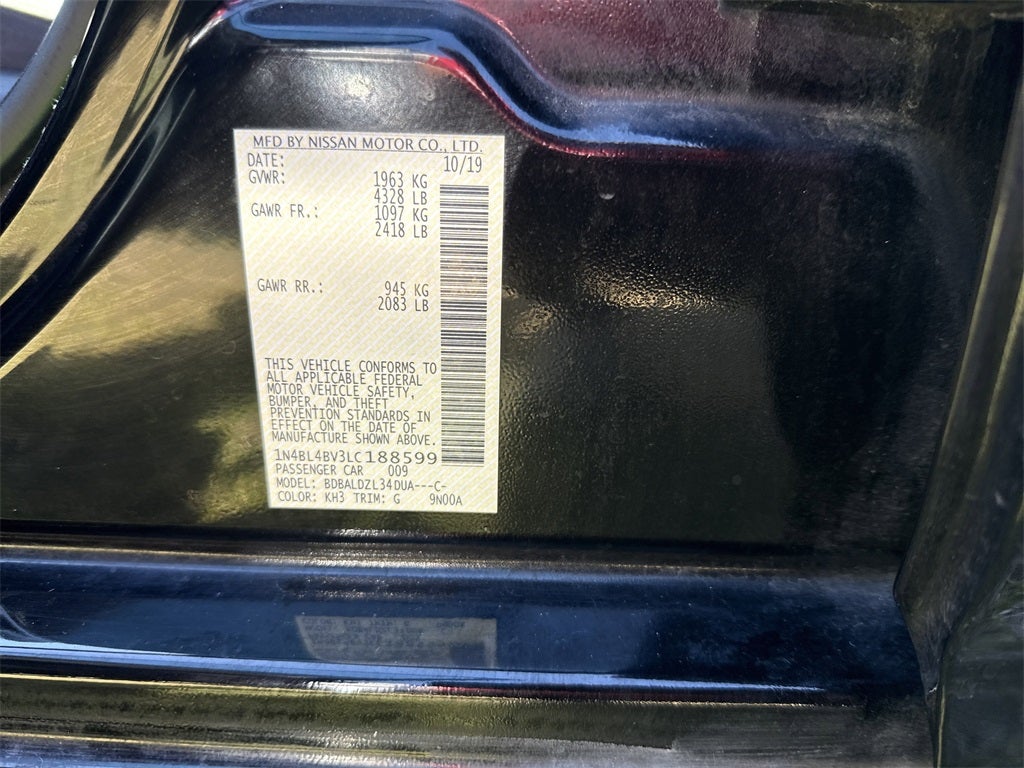 MFD BY NISSAN MOTOR CO., LTD.
DATE: 10/19
GVWR: 1963 KG
4328 LB
GAWR FR.: 1097 KG
2418 LB
GAWR RR.: 945 KG
2083 LB
THIS VEHICLE CONFORMS TO
ALL APPLICABLE FEDERAL
MOTOR VEHICLE SAFETY,
BUMPER, AND THEFT
PREVENTION STANDARDS IN
EFFECT ON THE DATE OF
MANUFACTURE SHOWN ABOVE.
1N4BL4BV3LC188599
PASSENGER CAR 009
MODEL: BDBALDZL34DUA---C-
COLOR: KH3 TRIM: G 9N00A